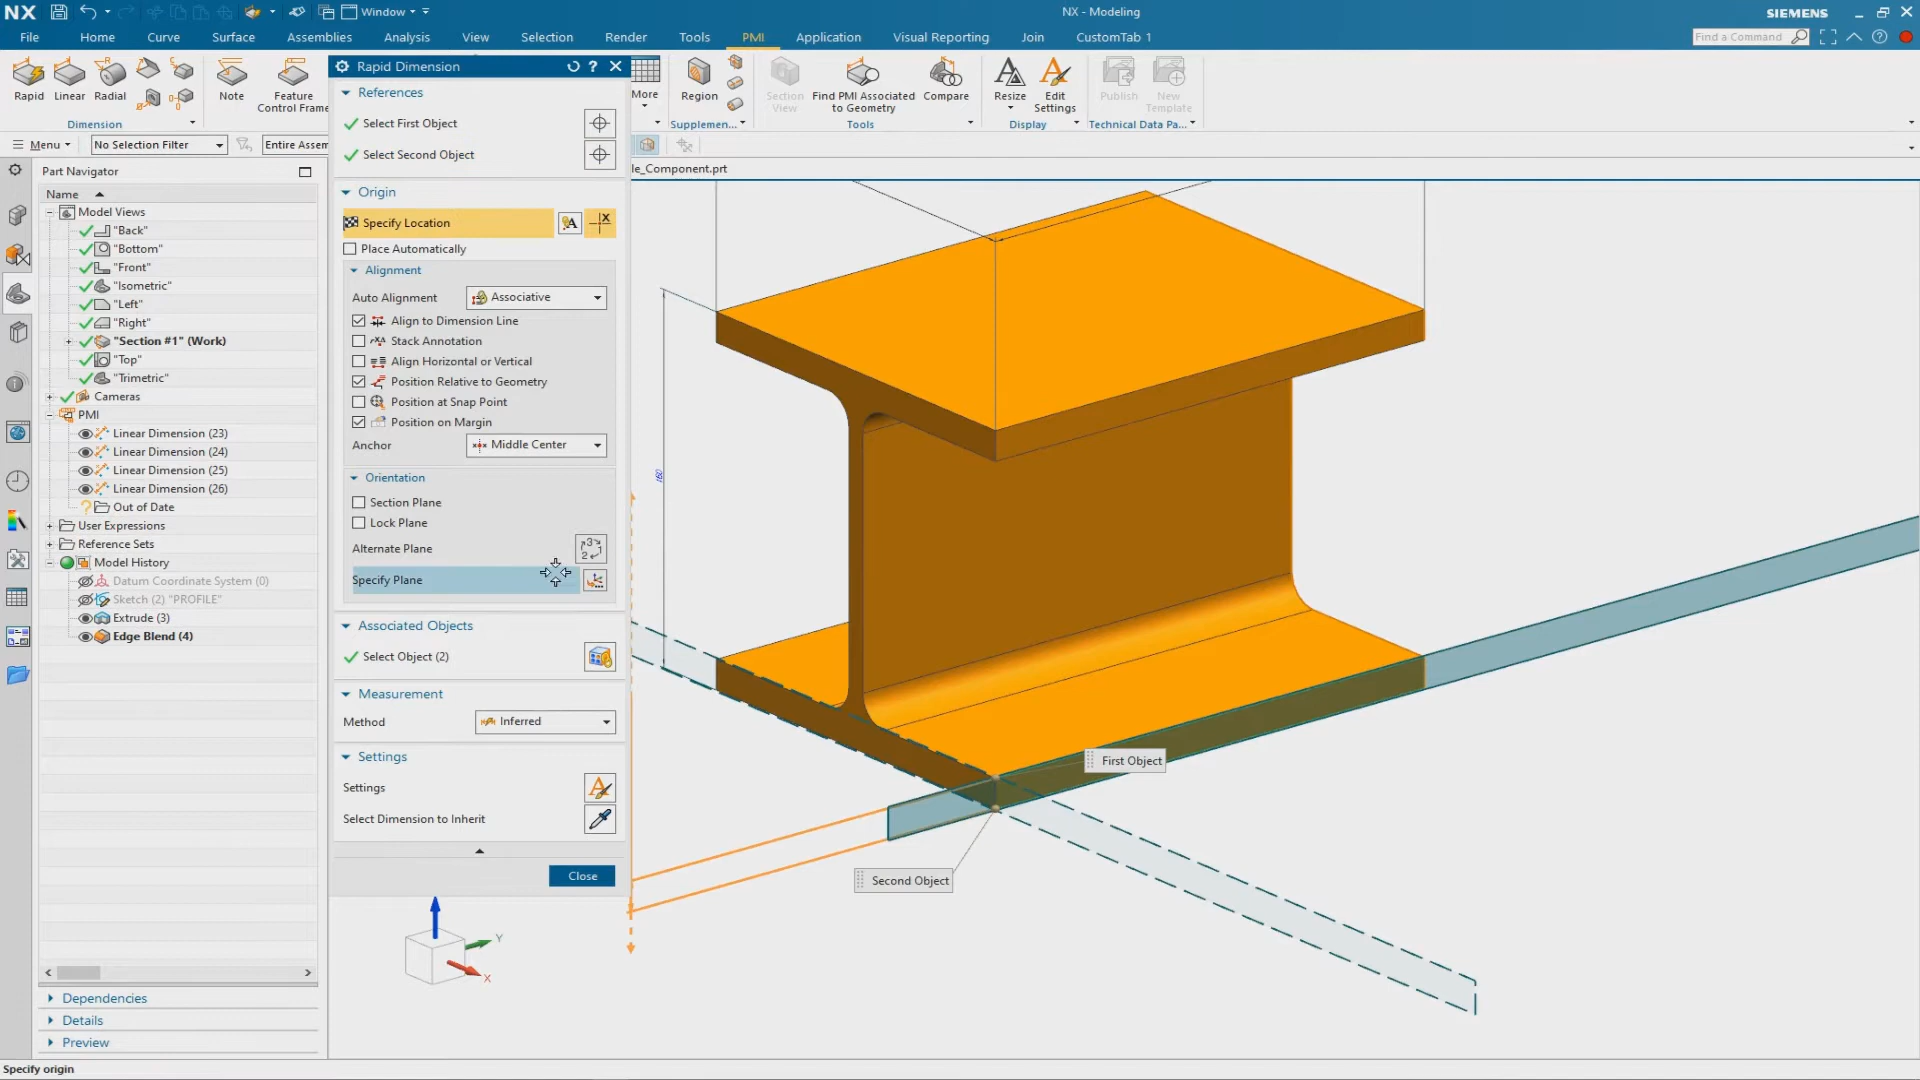 NX
Window
NX - Modeling
SIEMENS
File
Home
Curve
Surface
Assemblies
Analysis
View
Selection
Render
Tools
PMI
Application
Visual Reporting
Join
CustomTab 1
Find a Command
Rapid
Linear
Radial
Note
Feature
Control Frame
Dimension
More
Region
Supplemen...
Section
View
Find PMI Associated
to Geometry
Compare
Tools
Resize
Edit
Settings
Display
Publish
New
Template
Technical Data Pa...
Menu
No Selection Filter
Entire Assem
Part Navigator
le_Component.prt
Name
Model Views
"Back"
"Bottom"
"Front"
"Isometric"
"Left"
"Right"
"Section #1" (Work)
"Top"
"Trimetric"
Cameras
PMI
Linear Dimension (23)
Linear Dimension (24)
Linear Dimension (25)
Linear Dimension (26)
Out of Date
User Expressions
Reference Sets
Model History
Datum Coordinate System (0)
Sketch (2) "PROFILE"
Extrude (3)
Edge Blend (4)
Dependencies
Details
Preview
Specify origin
Rapid Dimension
References
Select First Object
Select Second Object
Origin
Specify Location
Place Automatically
Alignment
Auto Alignment
Associative
Align to Dimension Line
Stack Annotation
Align Horizontal or Vertical
Position Relative to Geometry
Position at Snap Point
Position on Margin
Anchor
Middle Center
Orientation
Section Plane
Lock Plane
Alternate Plane
Specify Plane
Associated Objects
Select Object (2)
Measurement
Method
Inferred
Settings
Settings
Select Dimension to Inherit
Close
First Object
Second Object
Y
X